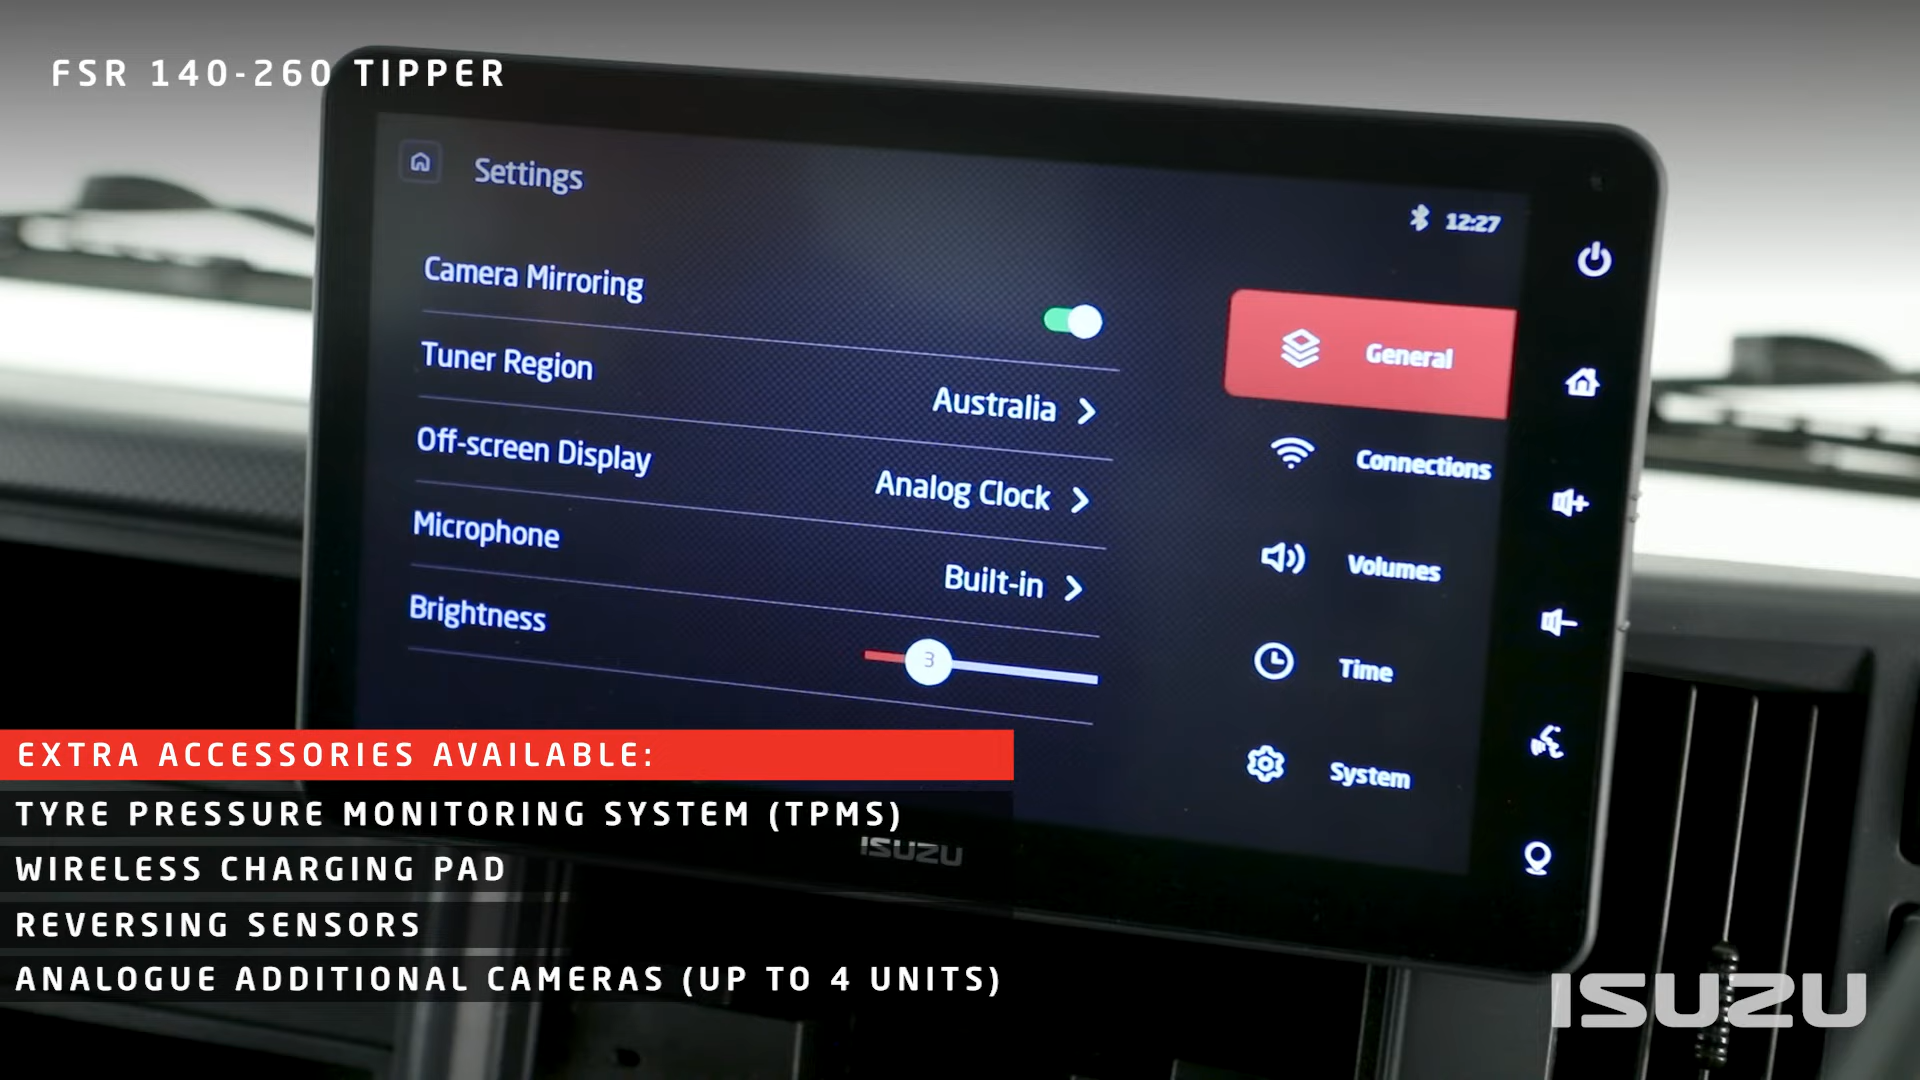 FSR 140-260 TIPPER
Settings
12:27
Camera Mirroring
Tuner Region
Australia
Off-screen Display
Analog Clock
Microphone
Built-in
Brightness
3
General
Connections
Volumes
Time
System
ISUZU
EXTRA ACCESSORIES AVAILABLE:
TYRE PRESSURE MONITORING SYSTEM (TPMS)
WIRELESS CHARGING PAD
REVERSING SENSORS
ANALOGUE ADDITIONAL CAMERAS (UP TO 4 UNITS)
ISUZU